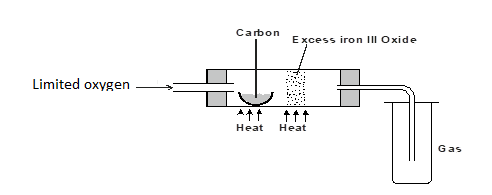 Carbon
Excess iron III Oxide
Limited oxygen
Heat Heat
Gas